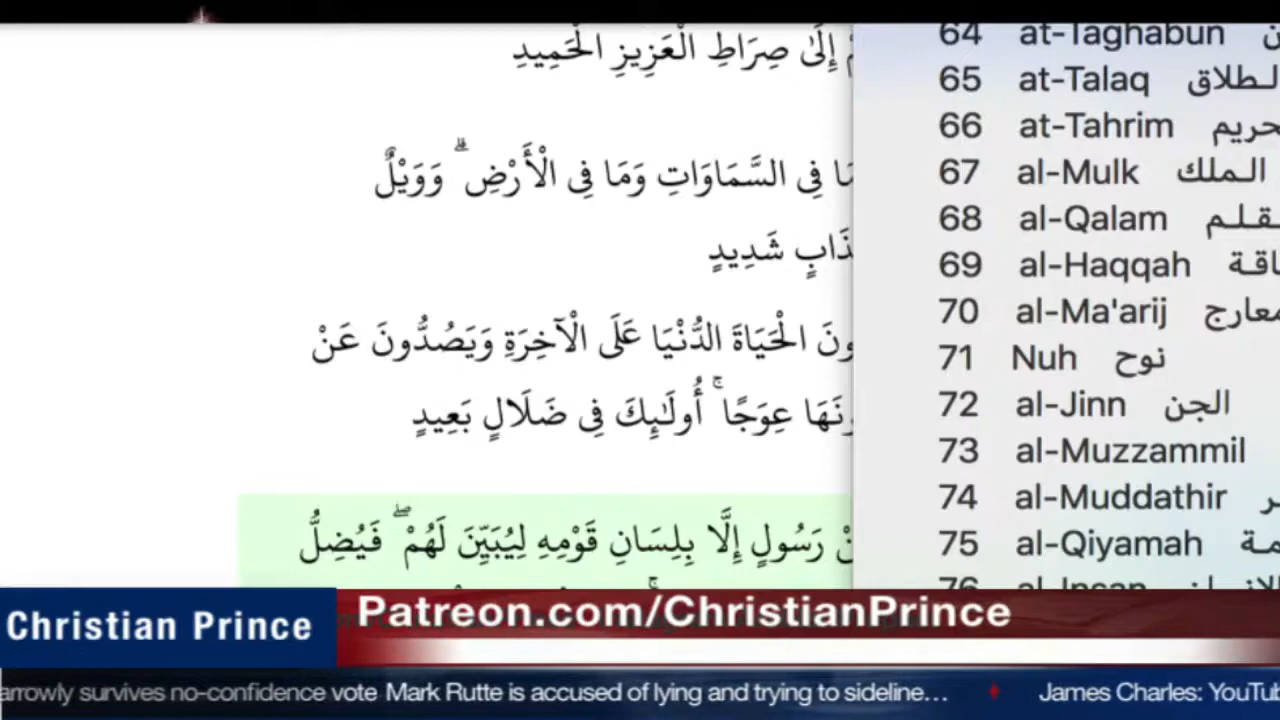 إِلَىٰ صِرَاطِ الْعَزِيزِ الْحَمِيدِ
فِي السَّمَاوَاتِ وَمَا فِي الْأَرْضِ ۗ وَوَيْلٌ
شَدِيدٍ
الْحَيَاةَ الدُّنْيَا عَلَى الْآخِرَةِ وَيَصُدُّونَ عَنْ
عِوَجًا ۚ أُولَٰئِكَ فِي ضَلَالٍ بَعِيدٍ
رَسُولٍ إِلَّا بِلِسَانِ قَوْمِهِ لِيُبَيِّنَ لَهُمْ ۖ فَيُضِلُّ
64 at-Taghabun
65 at-Talaq
66 at-Tahrim
67 al-Mulk الـملك
68 al-Qalam
69 al-Haqqah
70 al-Ma'arij
71 Nuh نوح
72 al-Jinn الجن
73 al-Muzzammil
74 al-Muddathir
75 al-Qiyamah
Christian Prince
Patreon.com/ChristianPrince
survives no-confidence vote Mark Rutte is accused of lying and trying to sideline... James Charles: